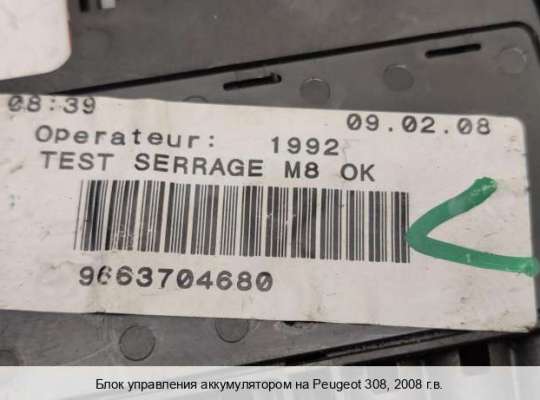 08:39 09.02.08
Operateur: 1992
TEST SERRAGE M8 OK
9663704680
Блок управления аккумулятором на Peugeot 308, 2008 г.в.